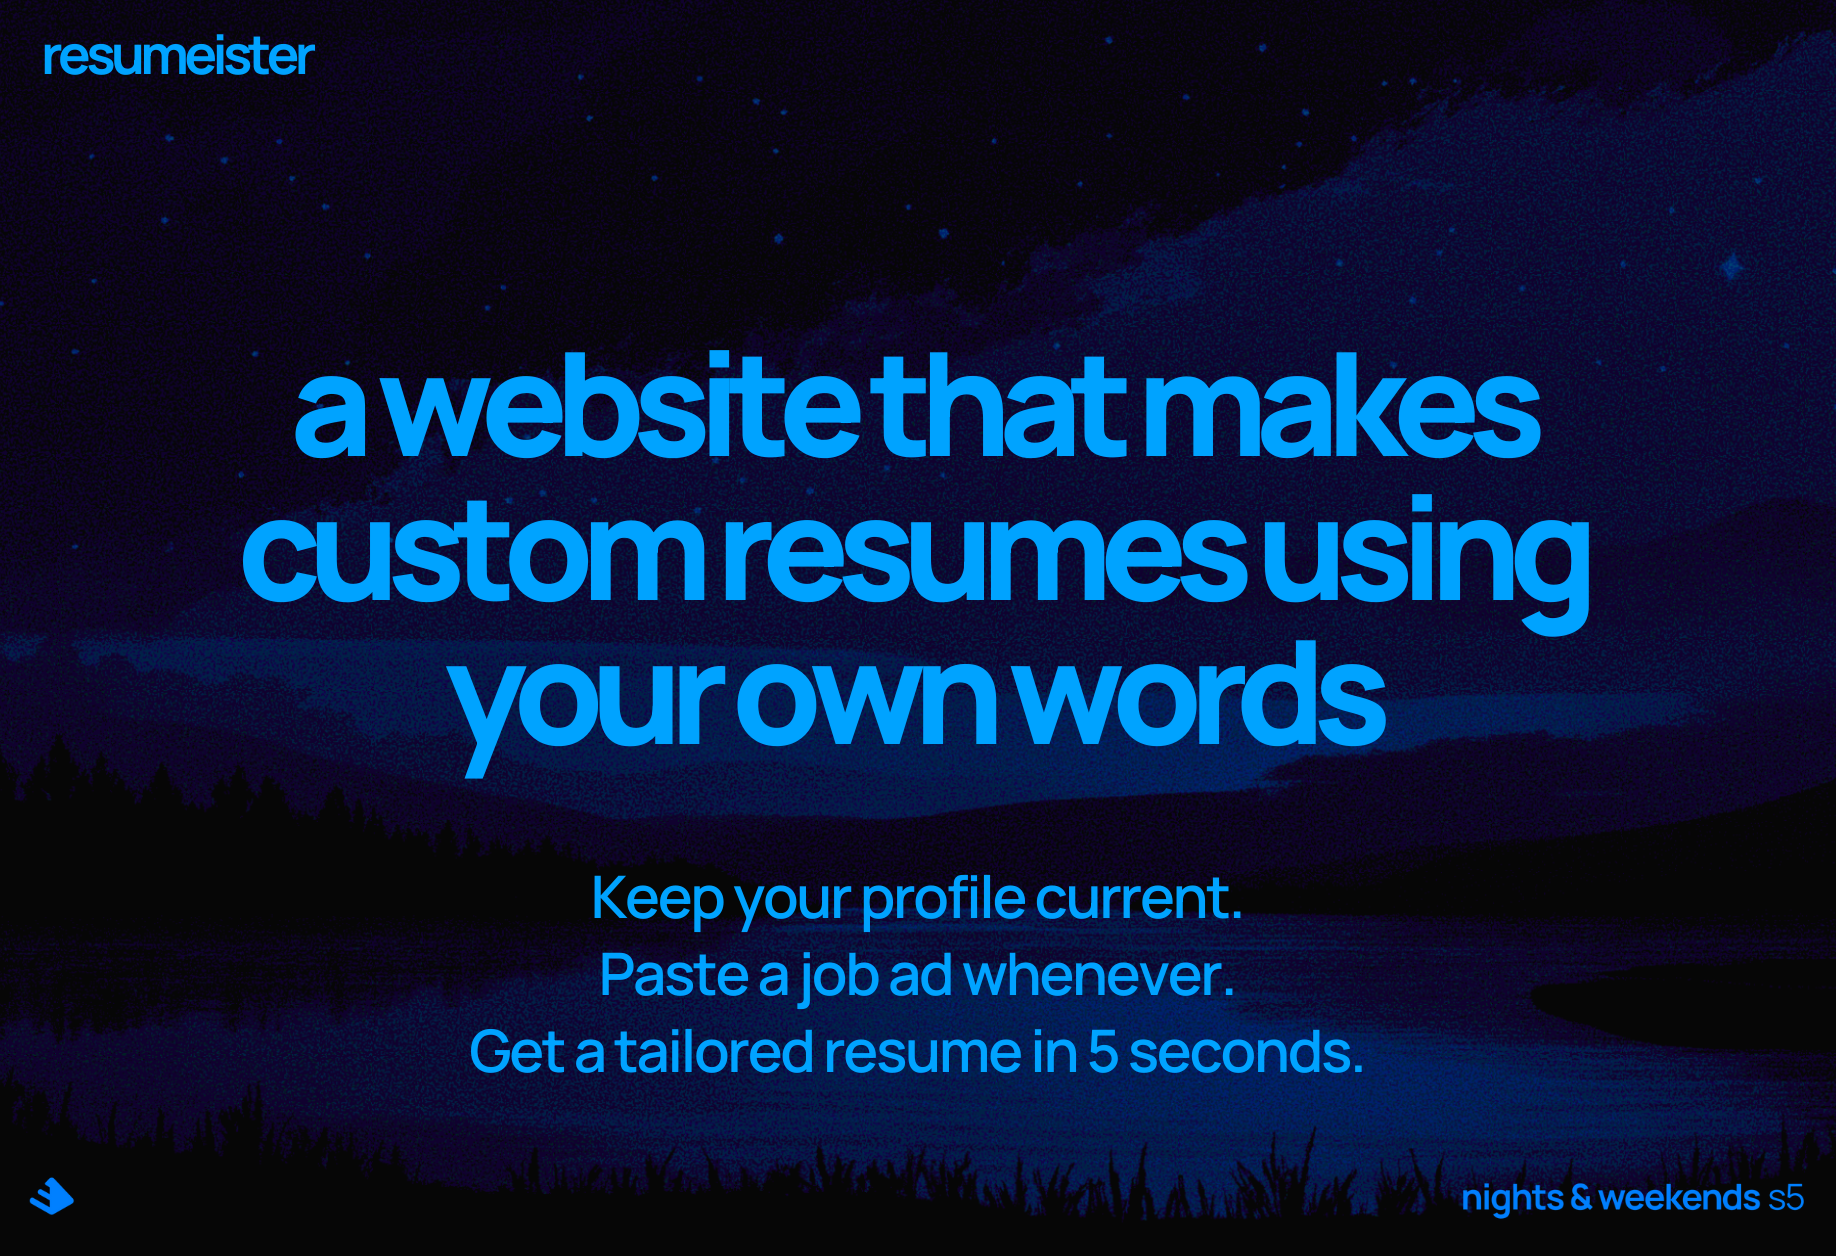 resumeister
a website that makes
custom resumes using
your own words
Keep your profile current.
Paste a job ad whenever.
Get a tailored resume in 5 seconds.
nights & weekends s5